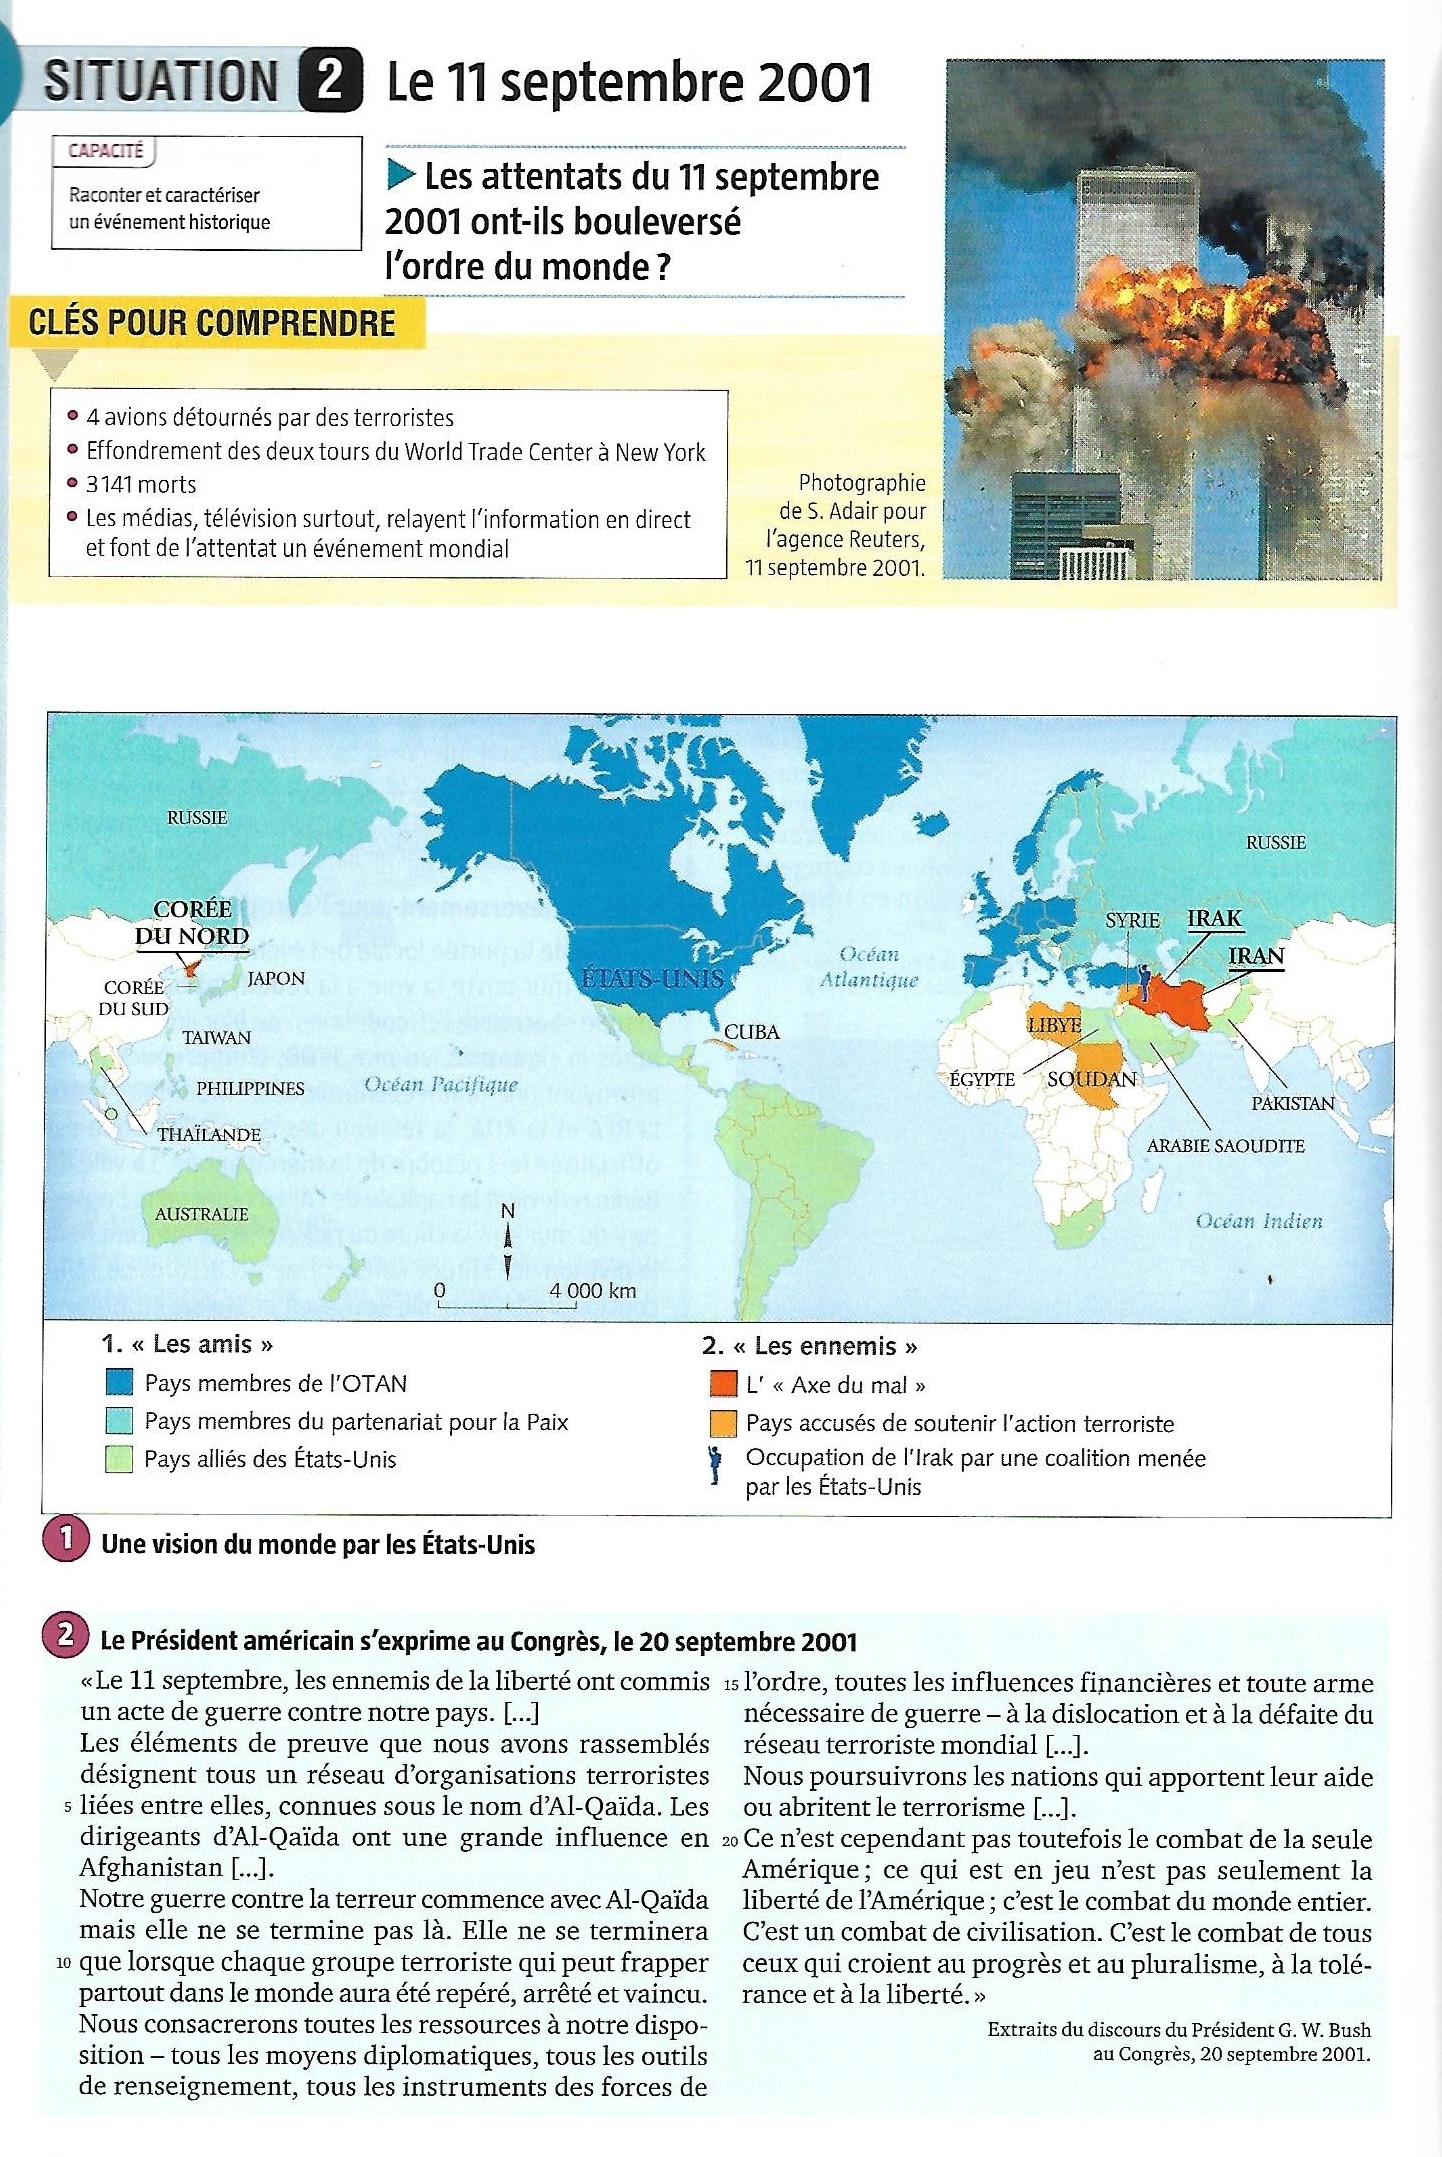 SITUATION 2
Le 11 septembre 2001
CAPACITÉ
Raconter et caractériser
un événement historique
Les attentats du 11 septembre
2001 ont-ils bouleversé
l'ordre du monde ?
CLÉS POUR COMPRENDRE
• 4 avions détournés par des terroristes
• Effondrement des deux tours du World Trade Center à New York
• 3 141 morts
• Les médias, télévision surtout, relayent l'information en direct
et font de l'attentat un événement mondial
Photographie
de S. Adair pour
l'agence Reuters,
11 septembre 2001.
RUSSIE
RUSSIE
CORÉE
DU NORD
CORÉE
DU SUD
JAPON
TAIWAN
PHILIPPINES
THAÏLANDE
AUSTRALIE
Océan Pacifique
ÉTATS-UNIS
CUBA
Océan
Atlantique
SYRIE
IRAK
IRAN
LIBYE
ÉGYPTE
SOUDAN
PAKISTAN
ARABIE SAOUDITE
Océan Indien
N
0 4 000 km
1. « Les amis »
Pays membres de l'OTAN
Pays membres du partenariat pour la Paix
Pays alliés des États-Unis
2. « Les ennemis »
L' « Axe du mal »
Pays accusés de soutenir l'action terroriste
Occupation de l'Irak par une coalition menée
par les États-Unis
1 Une vision du monde par les États-Unis
2 Le Président américain s'exprime au Congrès, le 20 septembre 2001
« Le 11 septembre, les ennemis de la liberté ont commis
un acte de guerre contre notre pays. [...]
Les éléments de preuve que nous avons rassemblés
désignent tous un réseau d'organisations terroristes
5 liées entre elles, connues sous le nom d'Al-Qaïda. Les
dirigeants d'Al-Qaïda ont une grande influence en
Afghanistan [...].
Notre guerre contre la terreur commence avec Al-Qaïda
mais elle ne se termine pas là. Elle ne se terminera
10 que lorsque chaque groupe terroriste qui peut frapper
partout dans le monde aura été repéré, arrêté et vaincu.
Nous consacrerons toutes les ressources à notre dispo-
sition – tous les moyens diplomatiques, tous les outils
de renseignement, tous les instruments des forces de
15 l'ordre, toutes les influences financières et toute arme
nécessaire de guerre – à la dislocation et à la défaite du
réseau terroriste mondial [...].
Nous poursuivrons les nations qui apportent leur aide
ou abritent le terrorisme [...].
20 Ce n'est cependant pas toutefois le combat de la seule
Amérique ; ce qui est en jeu n'est pas seulement la
liberté de l'Amérique ; c'est le combat du monde entier.
C'est un combat de civilisation. C'est le combat de tous
ceux qui croient au progrès et au pluralisme, à la tolé-
rance et à la liberté. »
Extraits du discours du Président G. W. Bush
au Congrès, 20 septembre 2001.